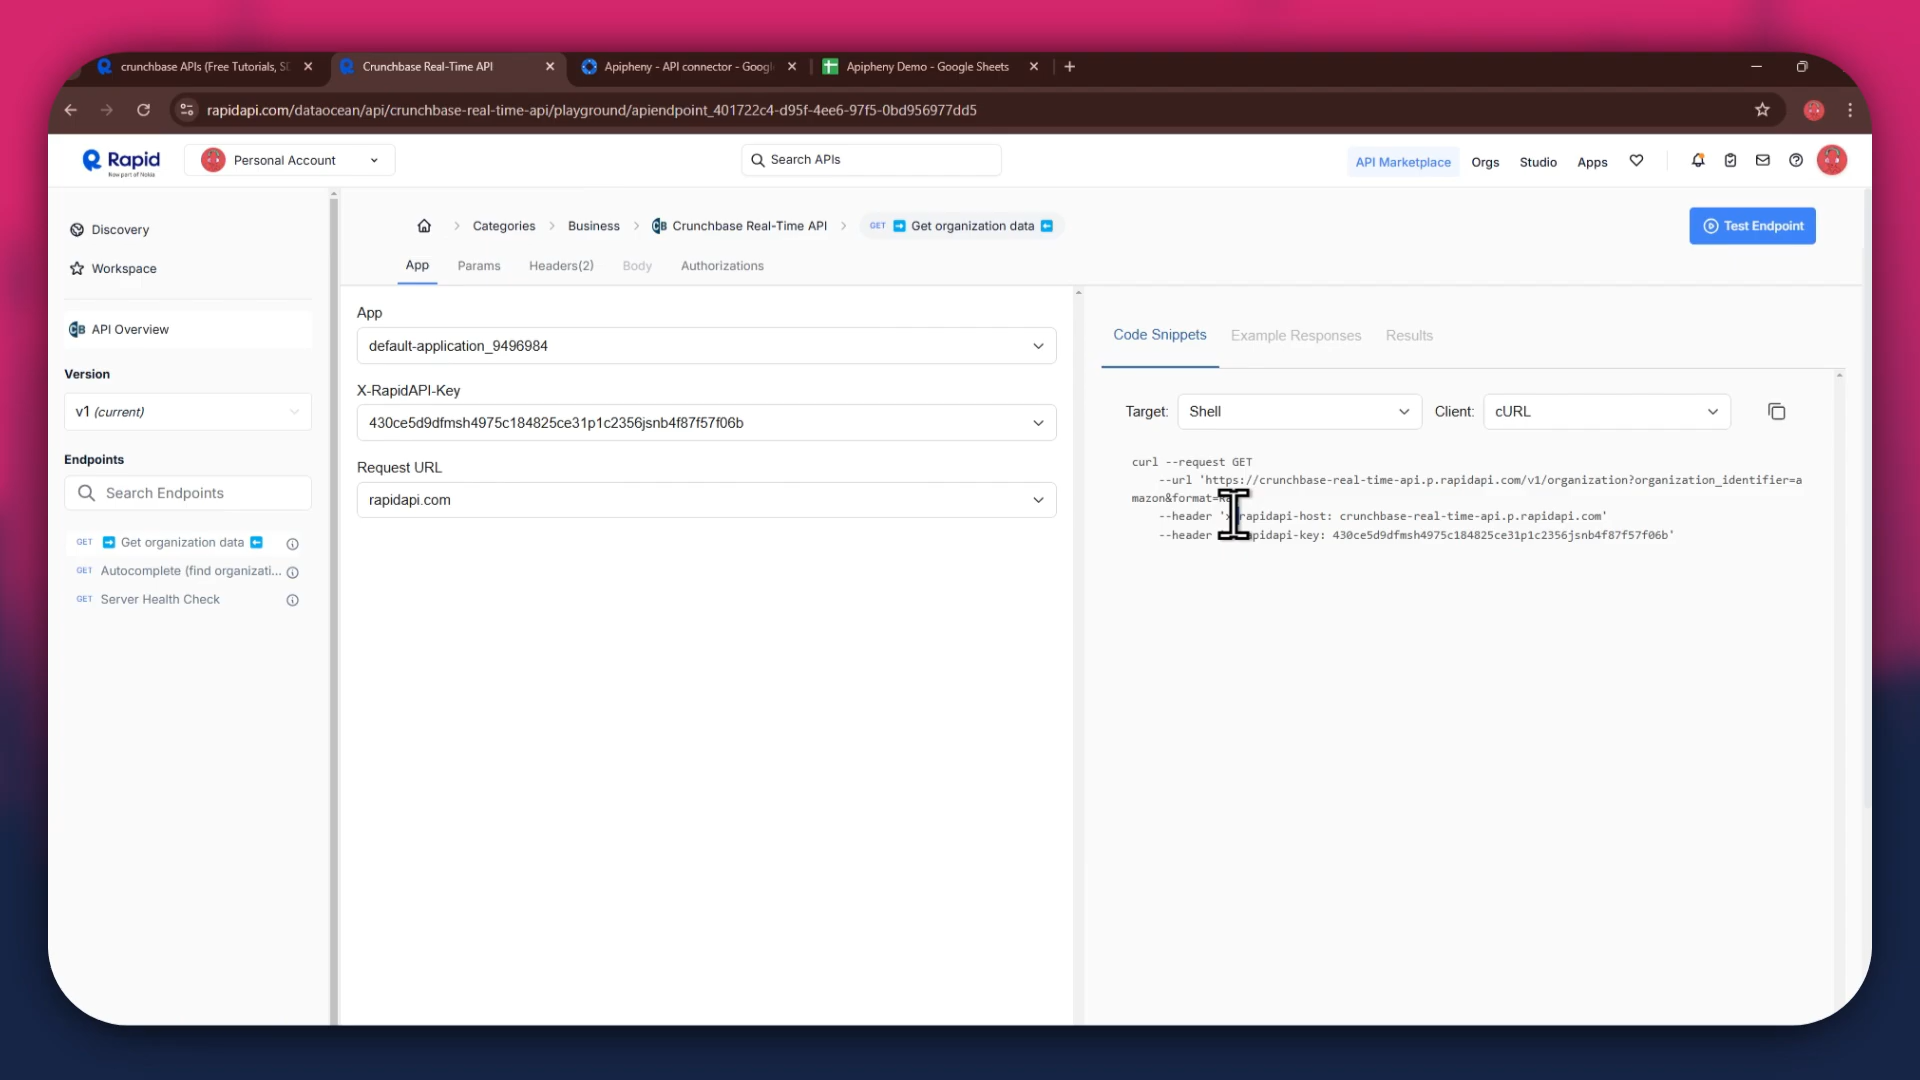 crunchbase APIs (Free Tutorials, SD
Crunchbase Real-Time API
Apipheny - API connector - Googl
Apipheny Demo - Google Sheets
rapidapi.com/dataocean/api/crunchbase-real-time-api/playground/apiendpoint_401722c4-d95f-4ee6-97f5-0bd956977dd5
Rapid
Now part of Nokia
Personal Account
Search APIs
API Marketplace
Orgs
Studio
Apps
Discovery
Workspace
API Overview
Version
v1 (current)
Endpoints
Search Endpoints
GET Get organization data
GET Autocomplete (find organizati...
GET Server Health Check
Categories > Business > Crunchbase Real-Time API > GET Get organization data
Test Endpoint
App Params Headers(2) Body Authorizations
App
default-application_9496984
X-RapidAPI-Key
430ce5d9dfmsh4975c184825ce31p1c2356jsnb4f87f57f06b
Request URL
rapidapi.com
Code Snippets Example Responses Results
Target: Shell Client: cURL
curl --request GET
--url 'https://crunchbase-real-time-api.p.rapidapi.com/v1/organization?organization_identifier=a
mazon&format=
--header 'x-rapidapi-host: crunchbase-real-time-api.p.rapidapi.com'
--header apidapi-key: 430ce5d9dfmsh4975c184825ce31p1c2356jsnb4f87f57f06b'